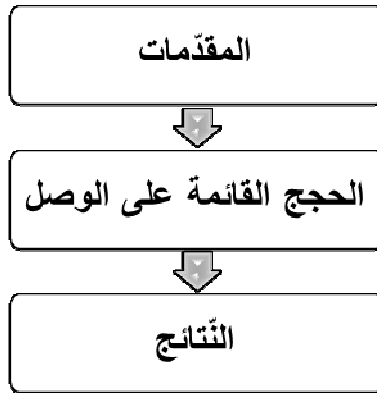 المقدّمات
الحجج القائمة على الوصل
النّتائج